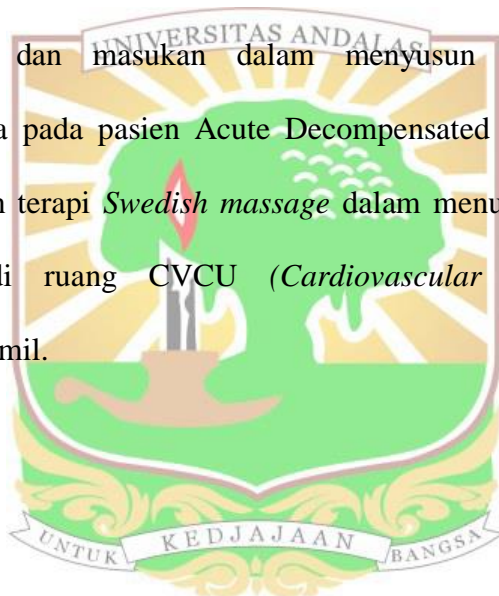 UNIVERSITAS ANDALAS
dan masukan dalam menyusun
pada pasien Acute Decompensated
terapi Swedish massage dalam menu
di ruang CVCU (Cardiovascular
mil.
UNTUK KEDJAJAAN BANGSA